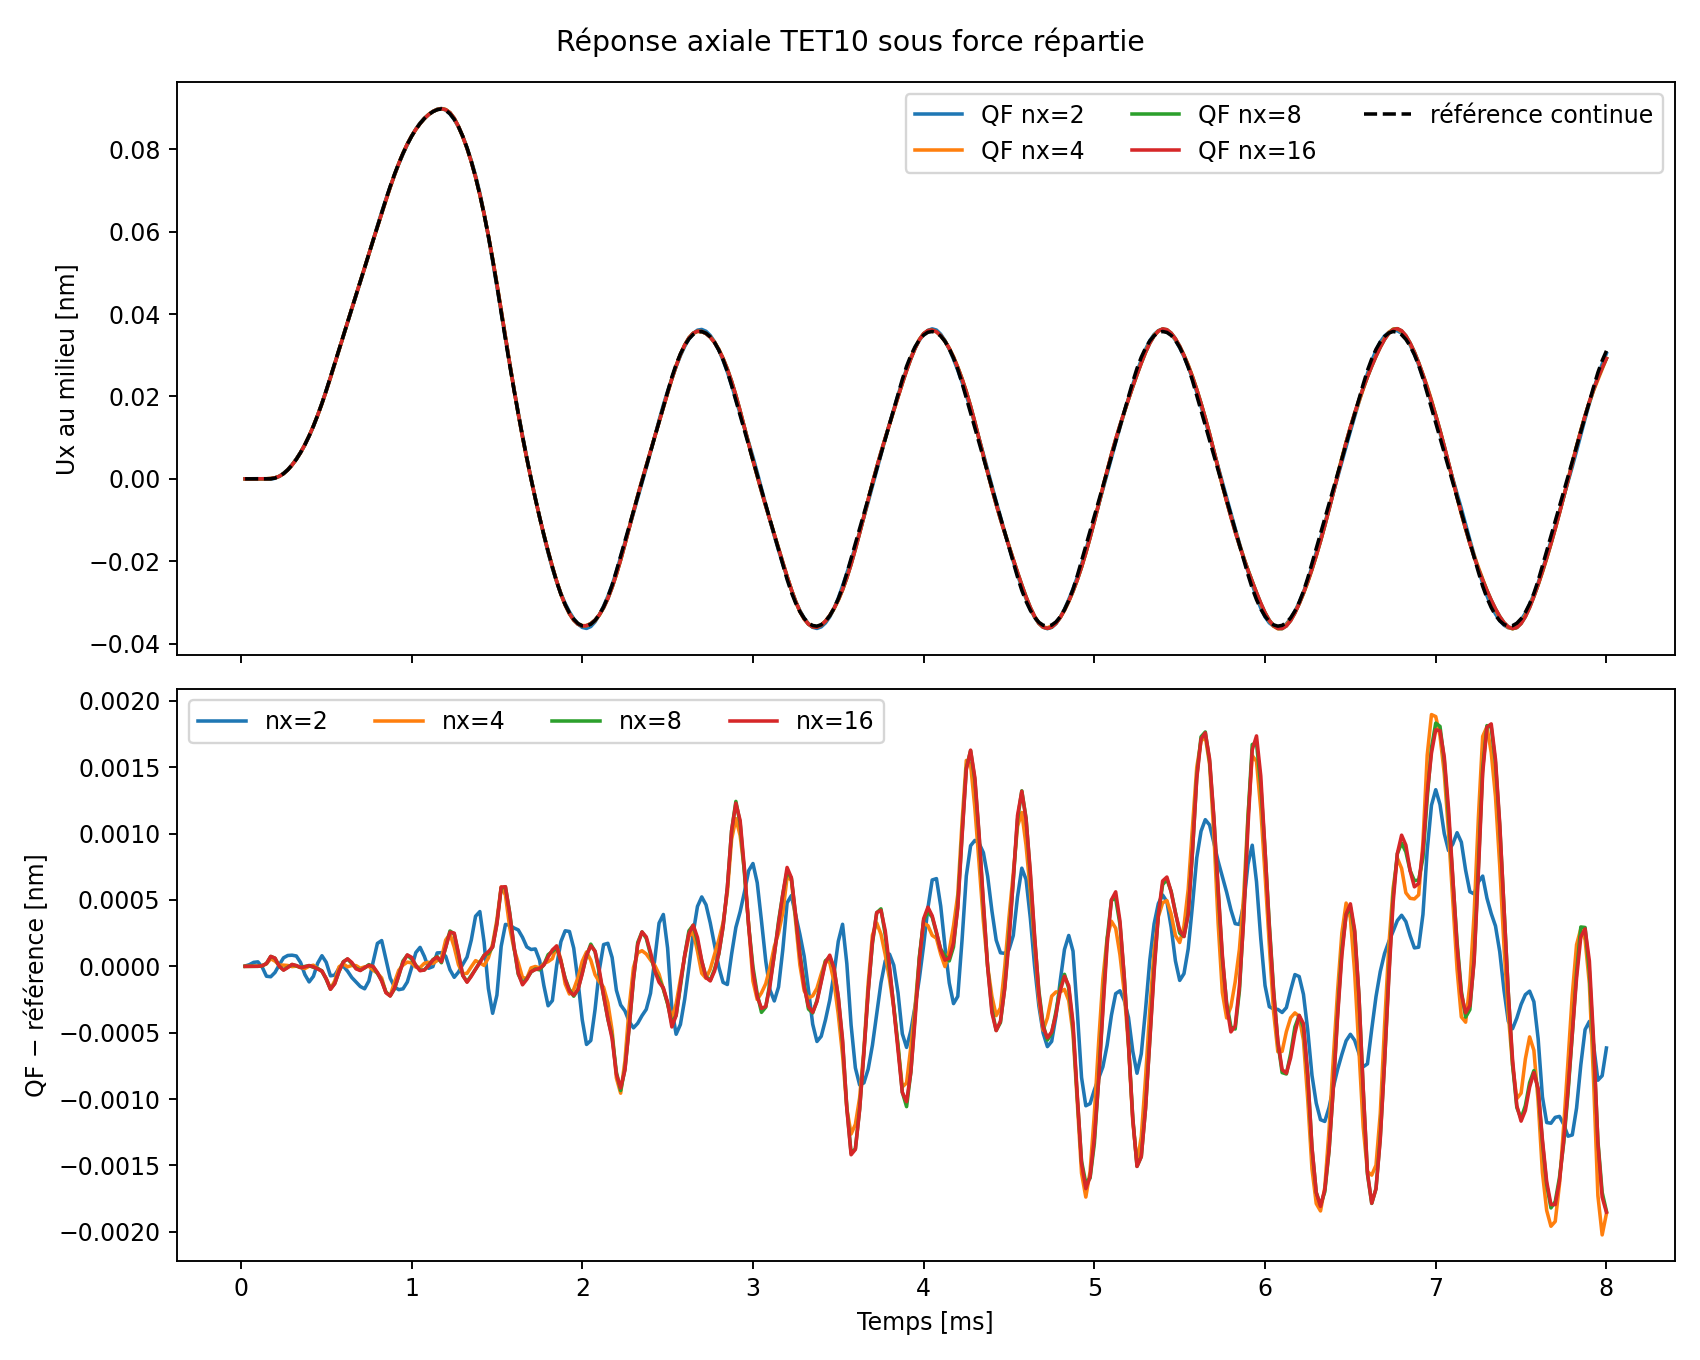 Réponse axiale TET10 sous force répartie
QF nx=2
QF nx=8
référence continue
QF nx=4
QF nx=16
0.08
0.06
0.04
0.02
0.00
−0.02
−0.04
Ux au milieu [nm]
nx=2
nx=4
nx=8
nx=16
0.0020
0.0015
0.0010
0.0005
0.0000
−0.0005
−0.0010
−0.0015
−0.0020
QF − référence [nm]
0 1 2 3 4 5 6 7 8
Temps [ms]